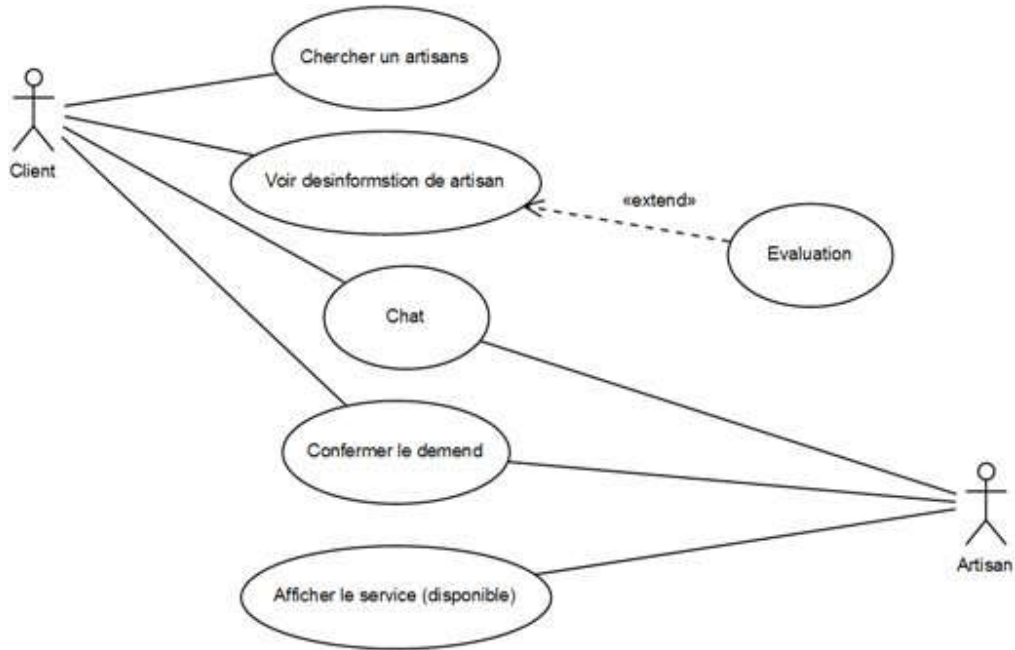 Chercher un artisans
Client
Voir desinformstion de artisan
«extend»
Evaluation
Chat
Confermer le demend
Artisan
Afficher le service (disponible)